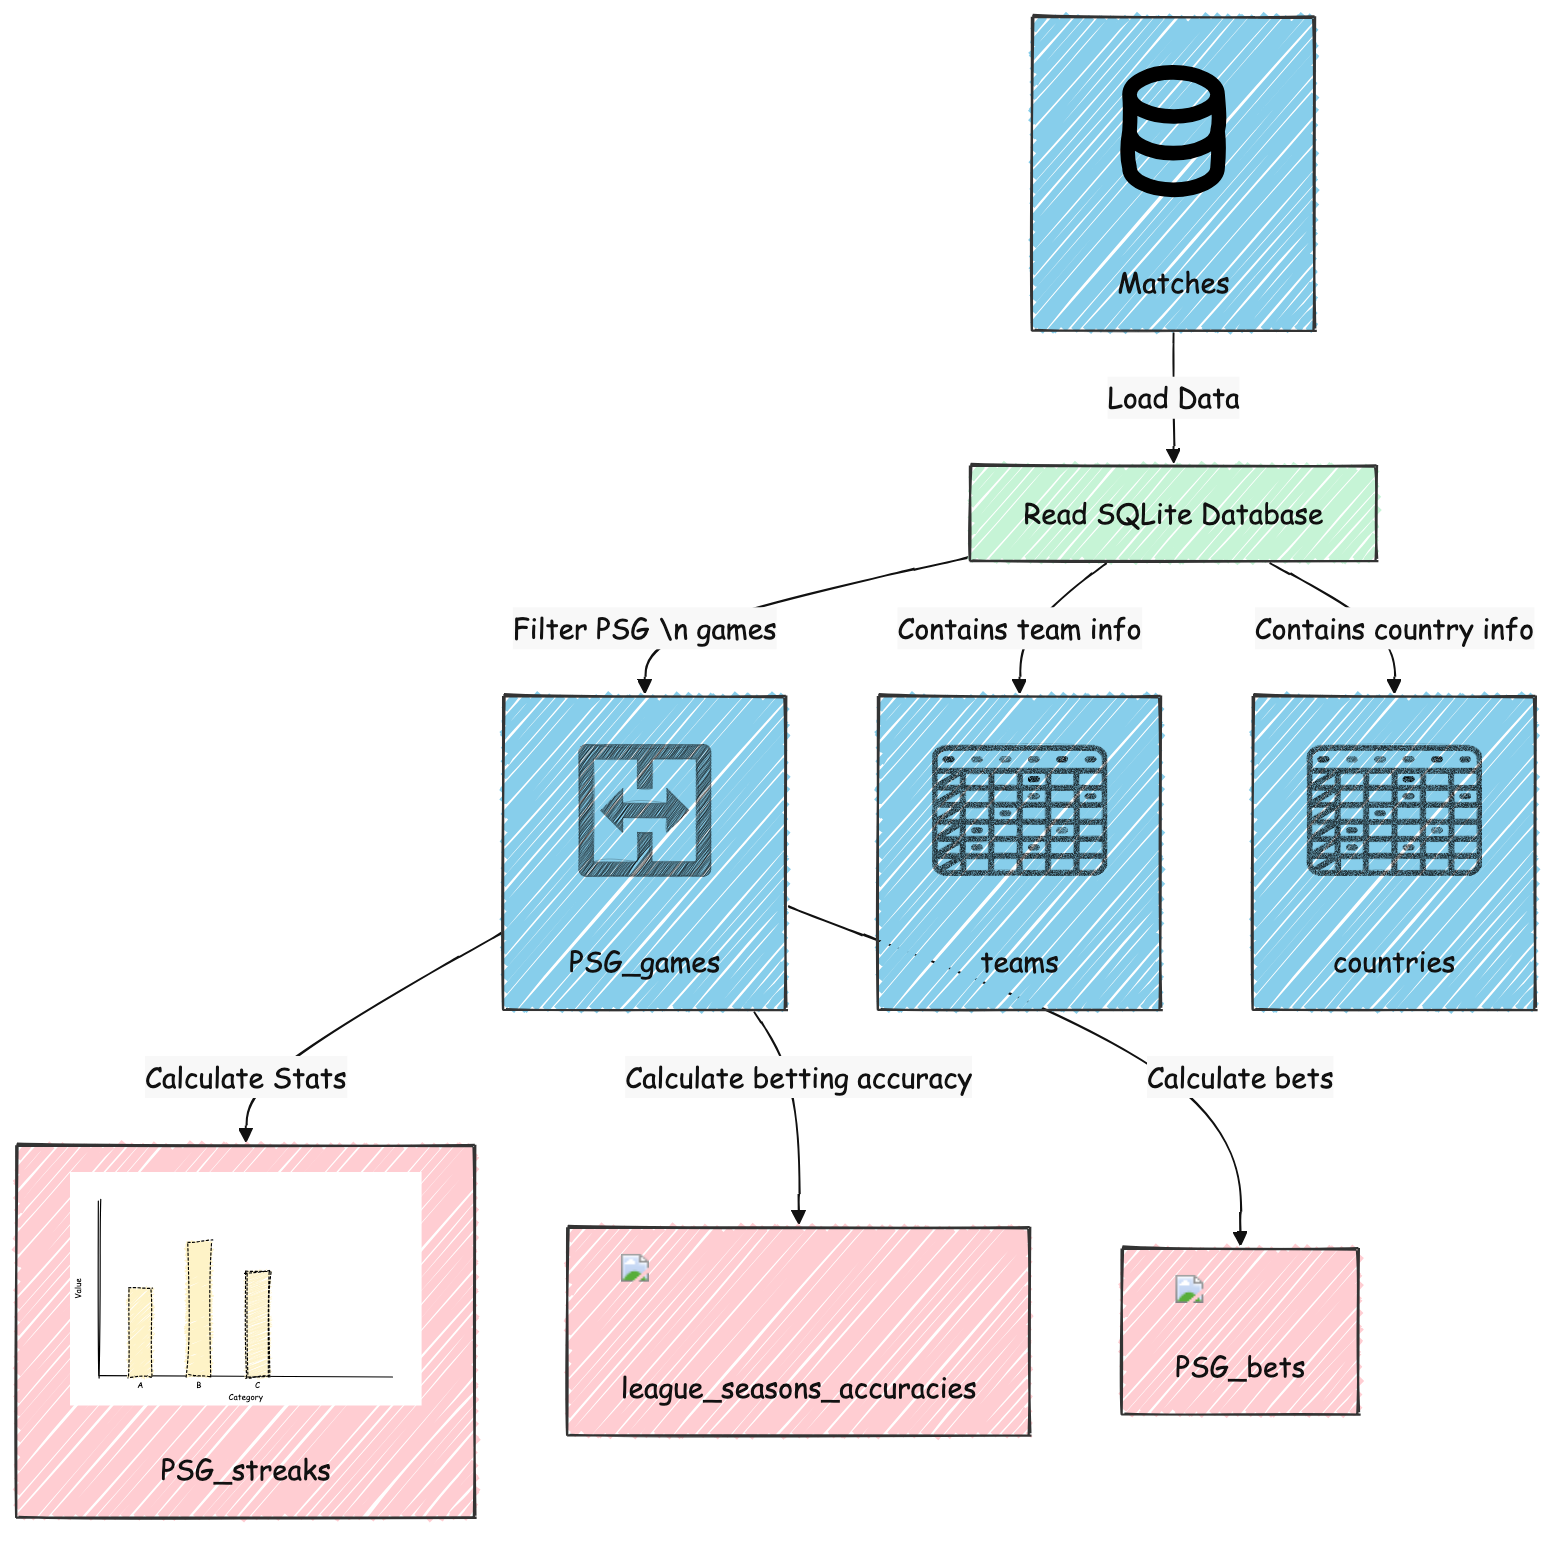 Matches
Load Data
Read SQLite Database
Filter PSG \n games
Contains team info
Contains country info
PSG_games
teams
countries
Calculate Stats
Calculate betting accuracy
Calculate bets
Value
A
B
C
Category
PSG_streaks
league_seasons_accuracies
PSG_bets